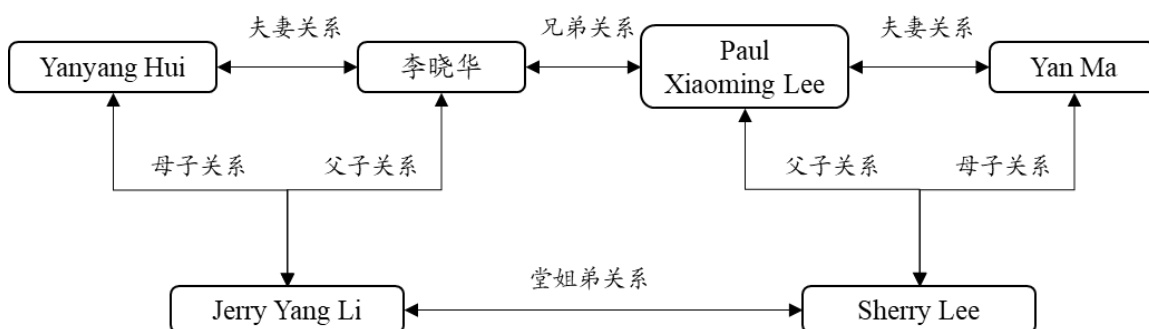 夫妻关系
兄弟关系
夫妻关系
Yanyang Hui
李晓华
Paul
Xiaoming Lee
Yan Ma
母子关系
父子关系
父子关系
母子关系
堂姐弟关系
Jerry Yang Li
Sherry Lee